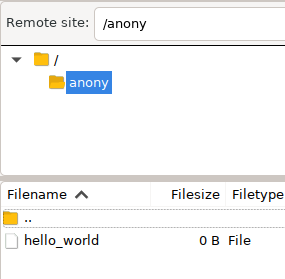 Remote site: /anony
/
anony
Filename Filesize Filetype
..
hello_world 0 B File